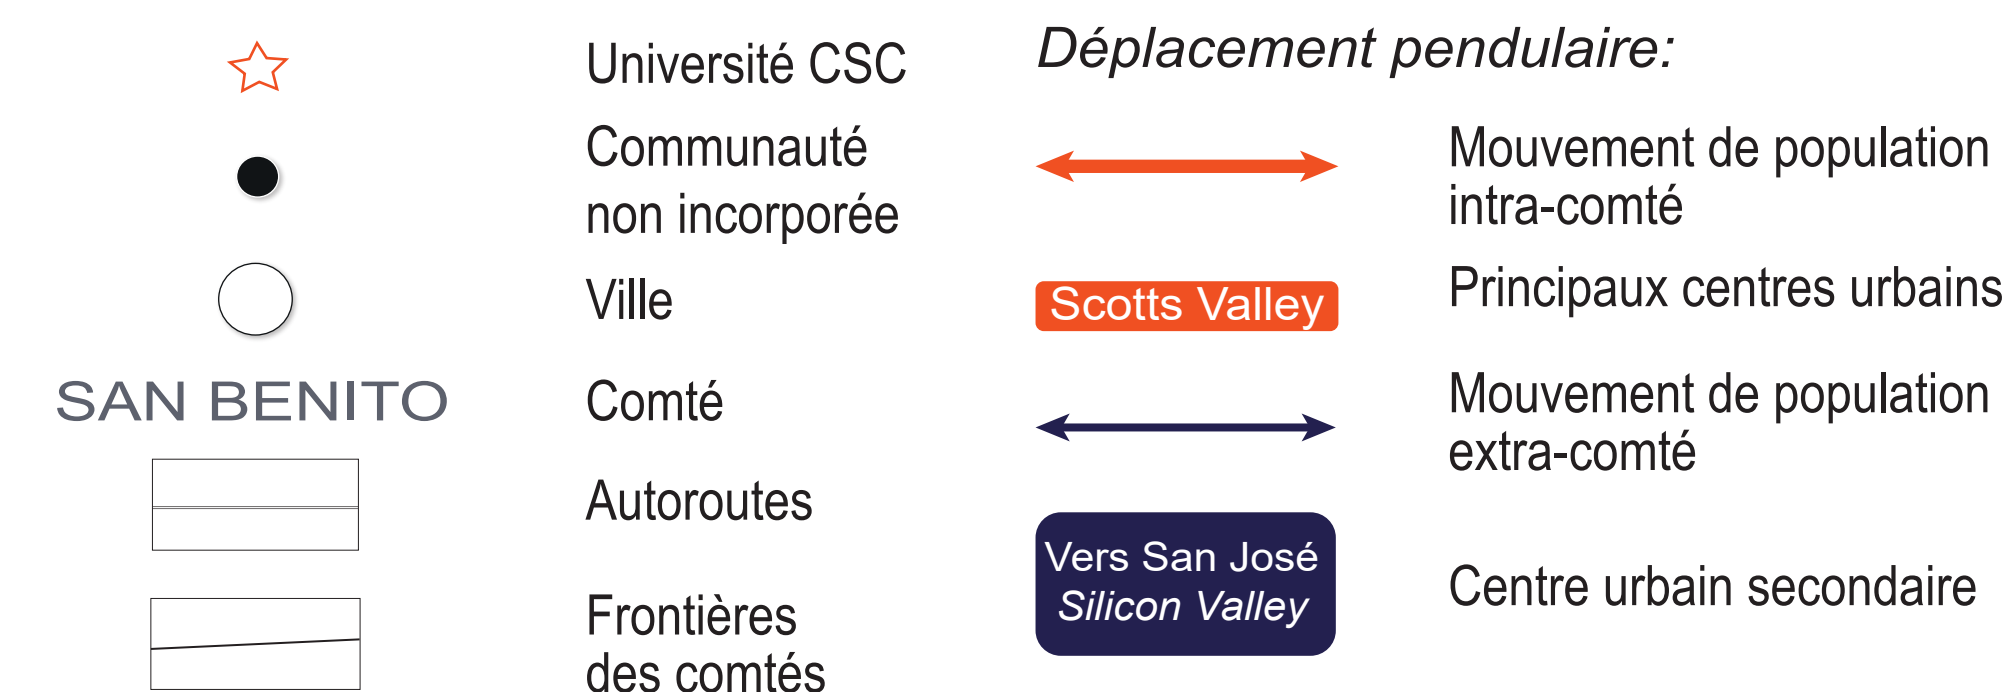 Université CSC
Communauté
non incorporée
Ville
SAN BENITO
Comté
Autoroutes
Frontières
des comtés
Déplacement pendulaire:
Mouvement de population
intra-comté
Scotts Valley
Principaux centres urbains
Mouvement de population
extra-comté
Vers San José
Silicon Valley
Centre urbain secondaire